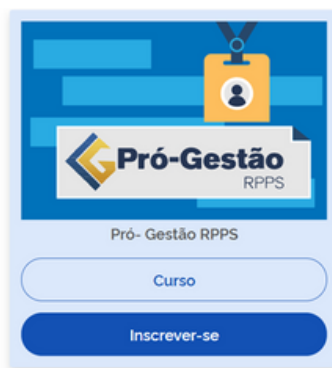 Pró-Gestão
RPPS
Pró- Gestão RPPS
Curso
Inscrever-se